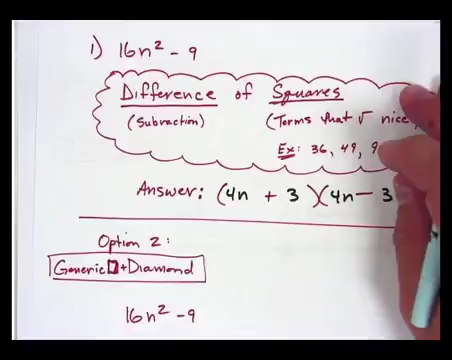 1) 16n² - 9
Difference of Squares
(Subtraction) (Terms that √ nice
Ex: 36, 49, 9
Answer: (4n + 3)(4n - 3
Option 2:
Generic □ + Diamond
16n² - 9